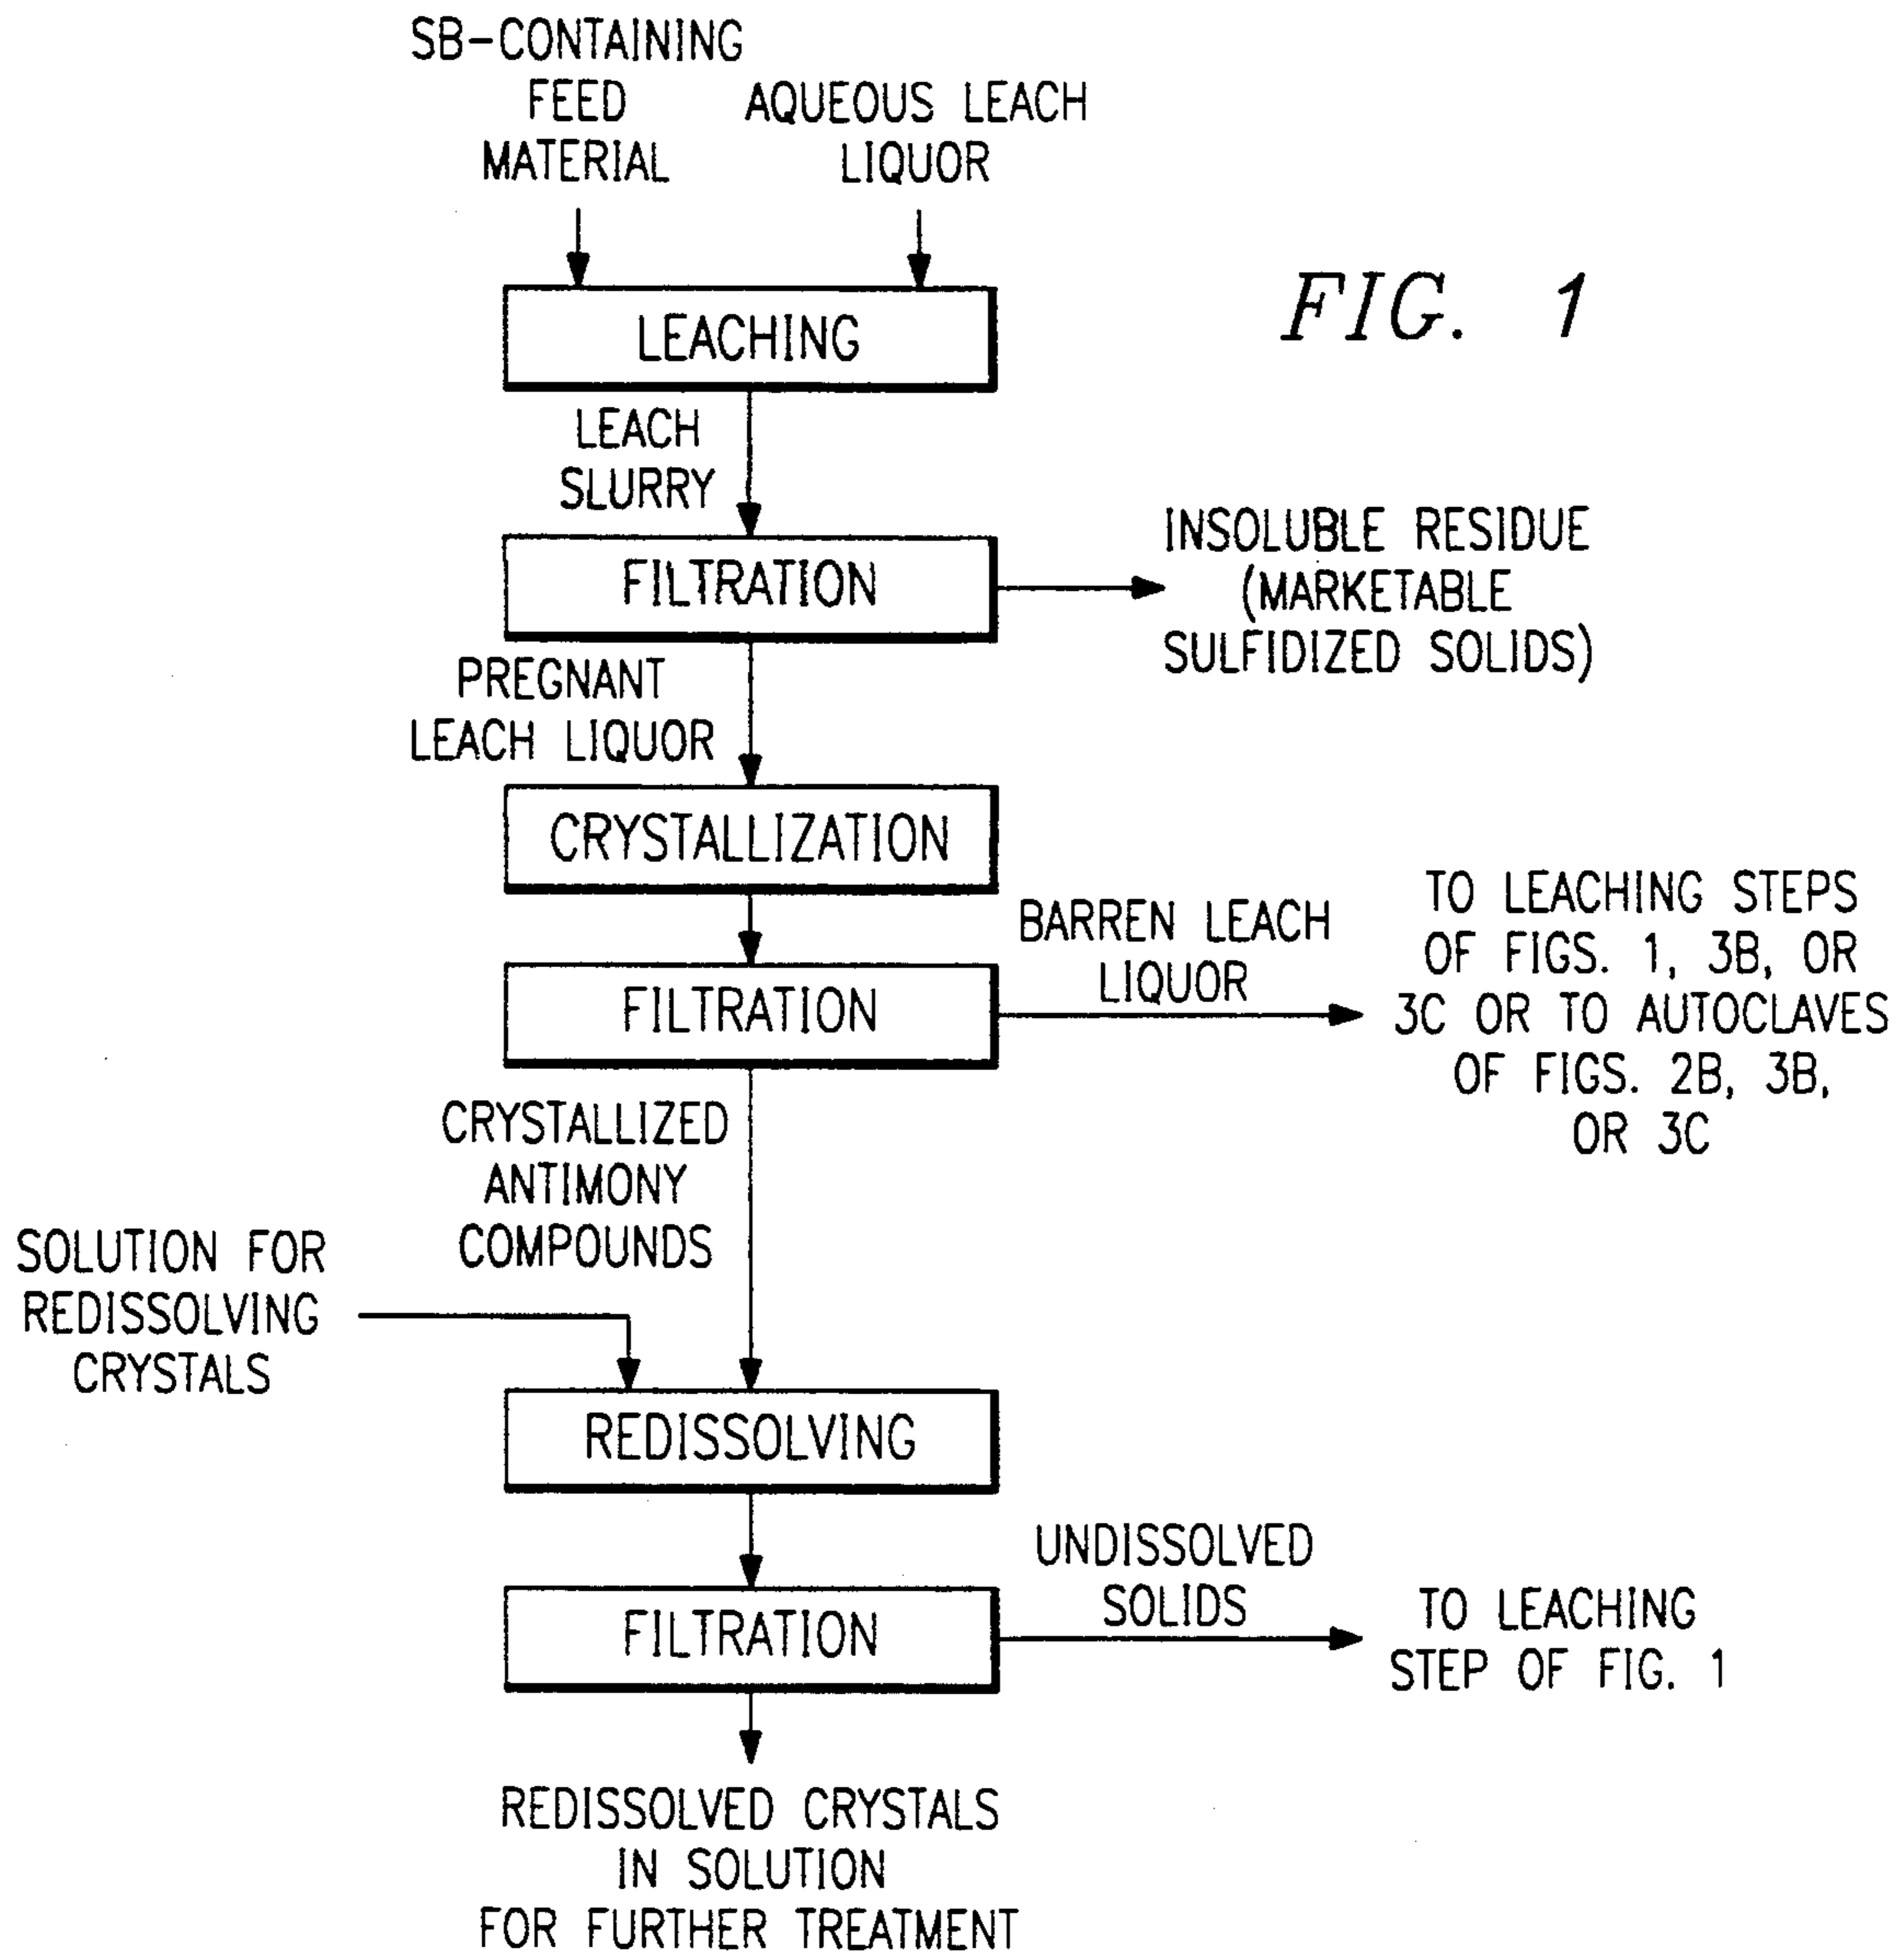 SB-CONTAINING
FEED
MATERIAL
AQUEOUS LEACH
LIQUOR
FIG. 1
LEACHING
LEACH
SLURRY
FILTRATION
INSOLUBLE RESIDUE
(MARKETABLE
SULFIDIZED SOLIDS)
PREGNANT
LEACH LIQUOR
CRYSTALLIZATION
FILTRATION
BARREN LEACH
LIQUOR
TO LEACHING STEPS
OF FIGS. 1, 3B, OR
3C OR TO AUTOCLAVES
OF FIGS. 2B, 3B,
OR 3C
CRYSTALLIZED
ANTIMONY
COMPOUNDS
SOLUTION FOR
REDISSOLVING
CRYSTALS
REDISSOLVING
FILTRATION
UNDISSOLVED
SOLIDS
TO LEACHING
STEP OF FIG. 1
REDISSOLVED CRYSTALS
IN SOLUTION
FOR FURTHER TREATMENT